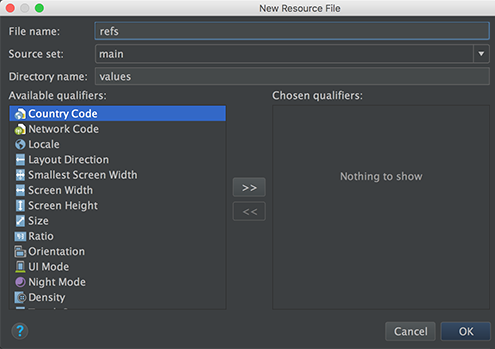 New Resource File
File name: refs
Source set: main
Directory name: values
Available qualifiers: Chosen qualifiers:
Country Code
Network Code
Locale
Layout Direction
Smallest Screen Width
Screen Width
Screen Height
Size
Ratio
Orientation
UI Mode
Night Mode
Density
>>
<<
Nothing to show
?
Cancel OK